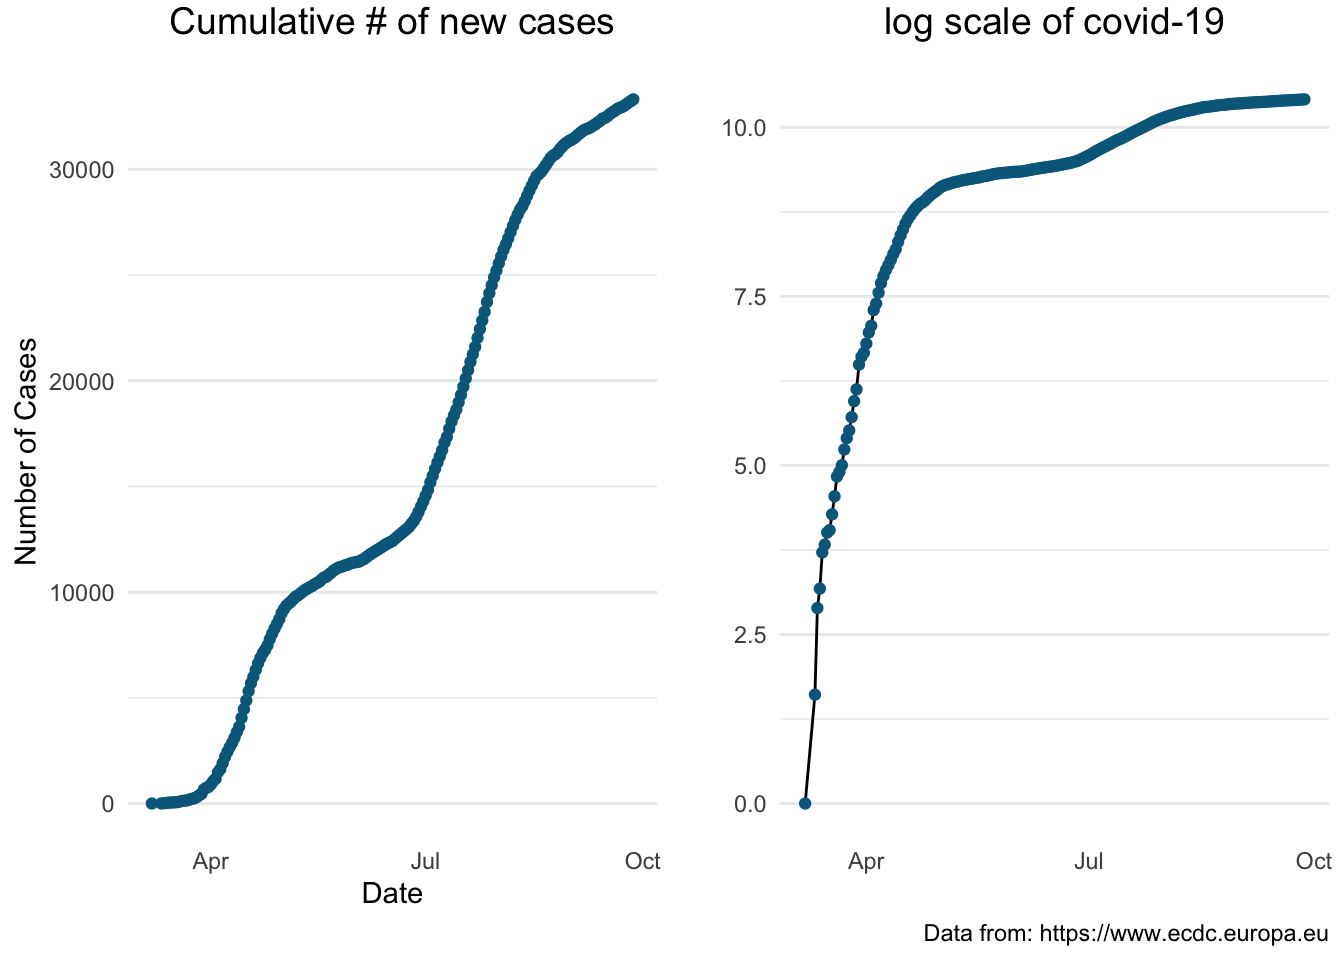 Cumulative # of new cases
Number of Cases
30000
20000
10000
0
Apr
Jul
Oct
Date
log scale of covid-19
10.0
7.5
5.0
2.5
0.0
Apr
Jul
Oct
Data from: https://www.ecdc.europa.eu